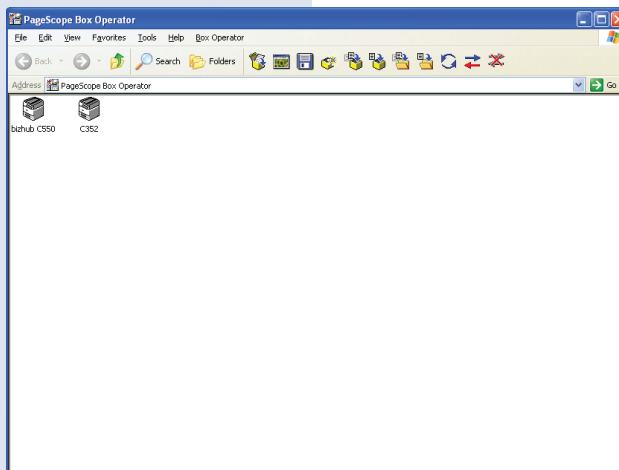 PageScope Box Operator
File Edit View Favorites Tools Help Box Operator
Back Search Folders
Address PageScope Box Operator Go
bizhub C550 C352